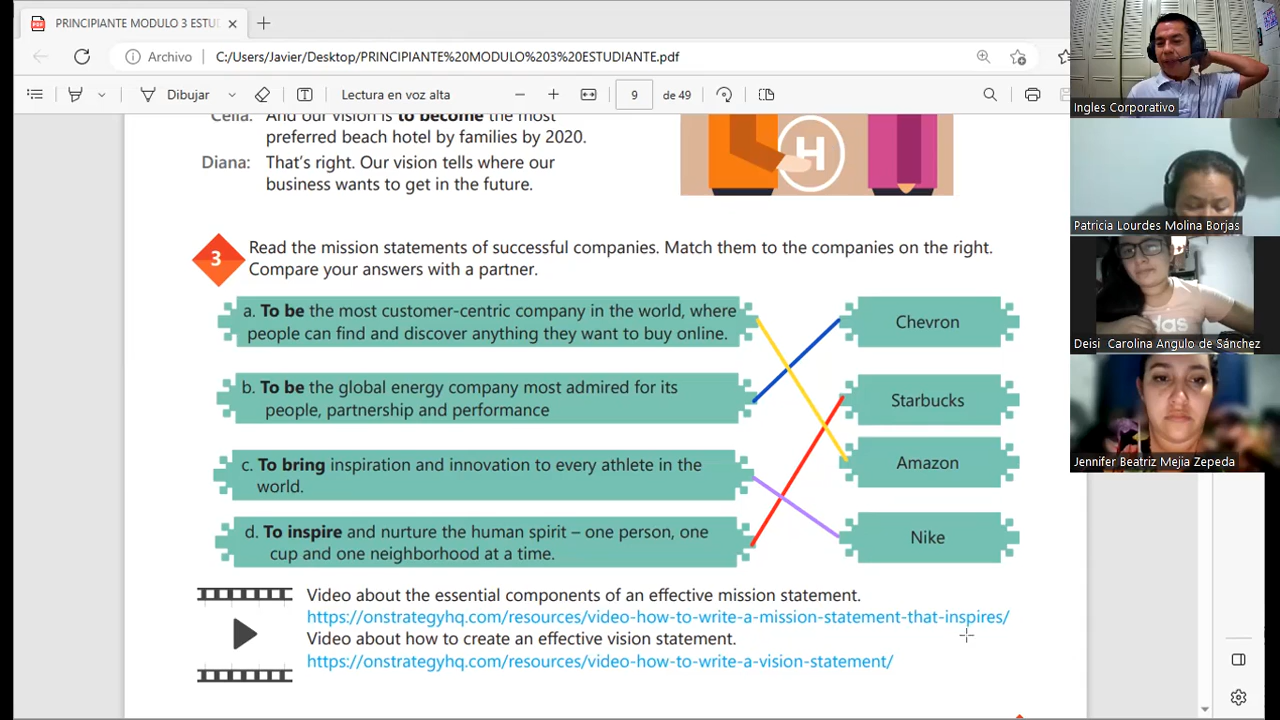 PRINCIPIANTE MODULO 3 ESTU
Archivo
C:/Users/Javier/Desktop/PRINCIPIANTE%20MODULO%203%20ESTUDIANTE.pdf
Dibujar
Lectura en voz alta
9
de 49
Celia: And our vision is to become the most
preferred beach hotel by families by 2020.
Diana: That's right. Our vision tells where our
business wants to get in the future.
H
3
Read the mission statements of successful companies. Match them to the companies on the right.
Compare your answers with a partner.
a. To be the most customer-centric company in the world, where
people can find and discover anything they want to buy online.
b. To be the global energy company most admired for its
people, partnership and performance
c. To bring inspiration and innovation to every athlete in the
world.
d. To inspire and nurture the human spirit – one person, one
cup and one neighborhood at a time.
Chevron
Starbucks
Amazon
Nike
Video about the essential components of an effective mission statement.
https://onstrategyhq.com/resources/video-how-to-write-a-mission-statement-that-inspires/
Video about how to create an effective vision statement.
https://onstrategyhq.com/resources/video-how-to-write-a-vision-statement/
Ingles Corporativo
Patricia Lourdes Molina Borjas
adidas
Deisi Carolina Angulo de Sánchez
Jennifer Beatriz Mejia Zepeda